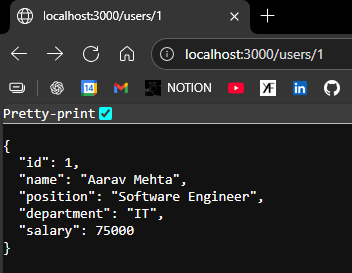 localhost:3000/users/1
localhost:3000/users/1
14 M NOTION in
Pretty-print
{
  "id": 1,
  "name": "Aarav Mehta",
  "position": "Software Engineer",
  "department": "IT",
  "salary": 75000
}